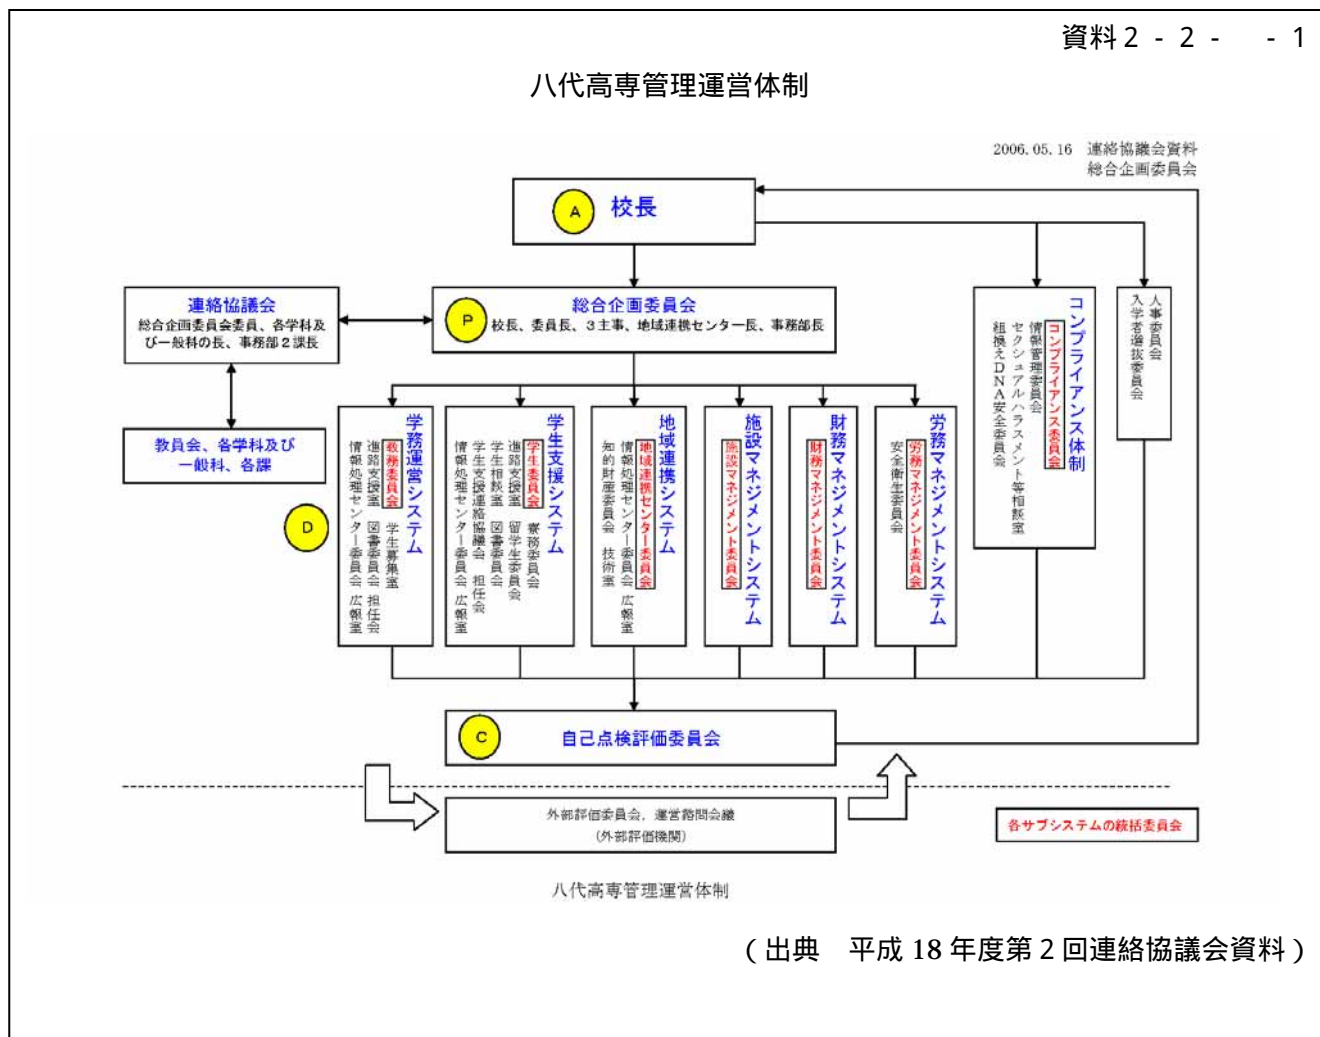 資料2-2- -1
八代高専管理運営体制
2006.05.16 連絡協議会資料
総合企画委員会
A 校長
連絡協議会
総合企画委員会委員、各学科及
び一般科の長、事務部2課長
P 総合企画委員会
校長、委員長、3主事、地域連携センター長、事務部長
教員会、各学科及び
一般科、各課
D
学務運営システム
教務委員会 学生募集室
進路支援室 図書委員会 担任会
情報処理センター委員会 広報室
学生支援システム
学生委員会 寮務委員会
進路支援室 留学生委員会
学生相談室 図書委員会
学生支援連絡協議会 担任会
情報処理センター委員会 広報室
地域連携システム
地域連携センター委員会
情報処理センター委員会 広報室
知的財産委員会 技術室
施設マネジメントシステム
施設マネジメント委員会
財務マネジメントシステム
財務マネジメント委員会
労務マネジメントシステム
労務マネジメント委員会
安全衛生委員会
コンプライアンス体制
コンプライアンス委員会
情報管理委員会
セクシュアルハラスメント等相談室
組換えDNA安全委員会
人事委員会
入学者選抜委員会
C 自己点検評価委員会
外部評価委員会,運営諮問会議
(外部評価機関)
各サブシステムの統括委員会
八代高専管理運営体制
(出典 平成18年度第2回連絡協議会資料)